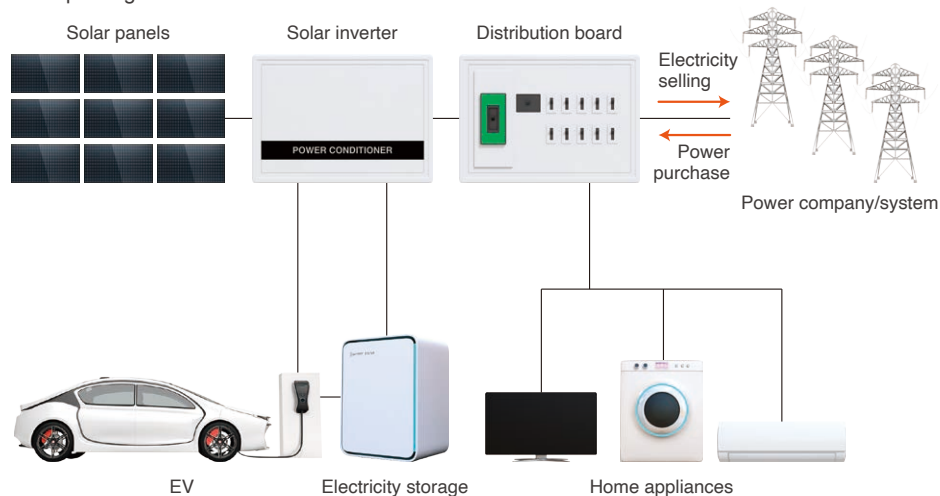 Solar panels
Solar inverter
Distribution board
Electricity
selling
POWER CONDITIONER
Power
purchase
Power company/system
EV
Electricity storage
Home appliances